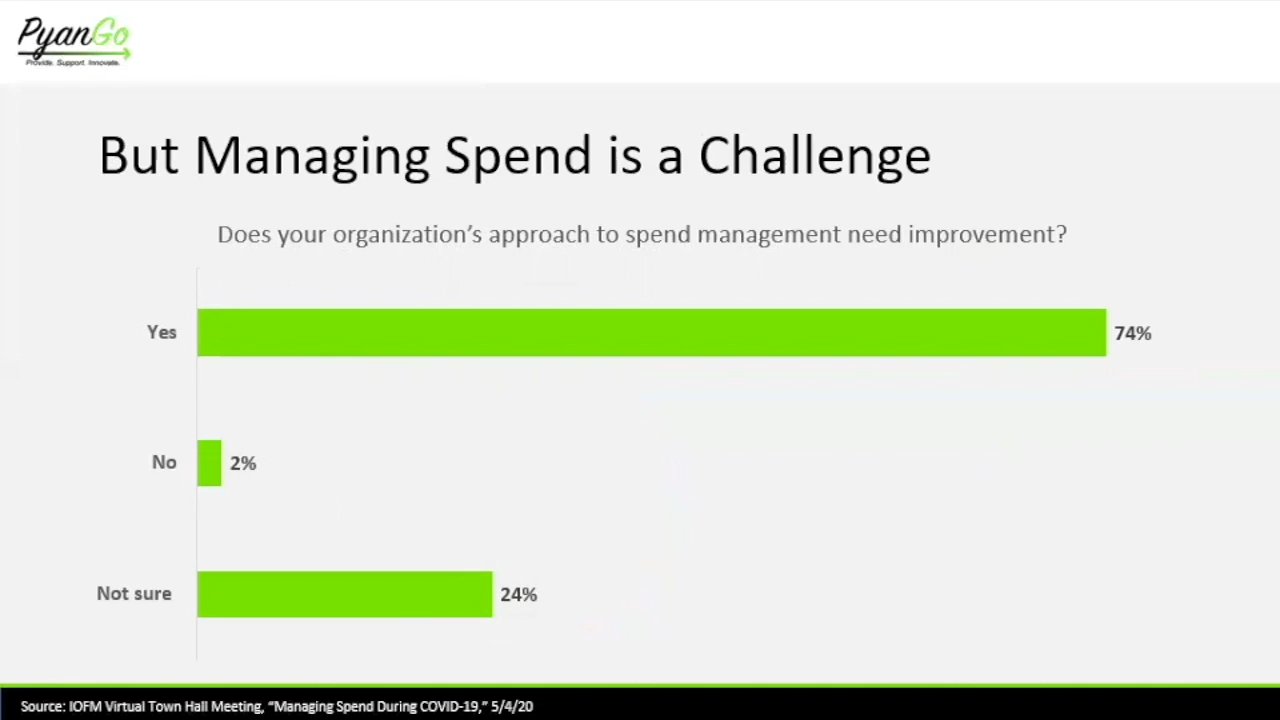 PyanGo
Provide. Support. Innovate.
But Managing Spend is a Challenge
Does your organization’s approach to spend management need improvement?
Yes 74%
No 2%
Not sure 24%
Source: IOFM Virtual Town Hall Meeting, “Managing Spend During COVID-19,” 5/4/20